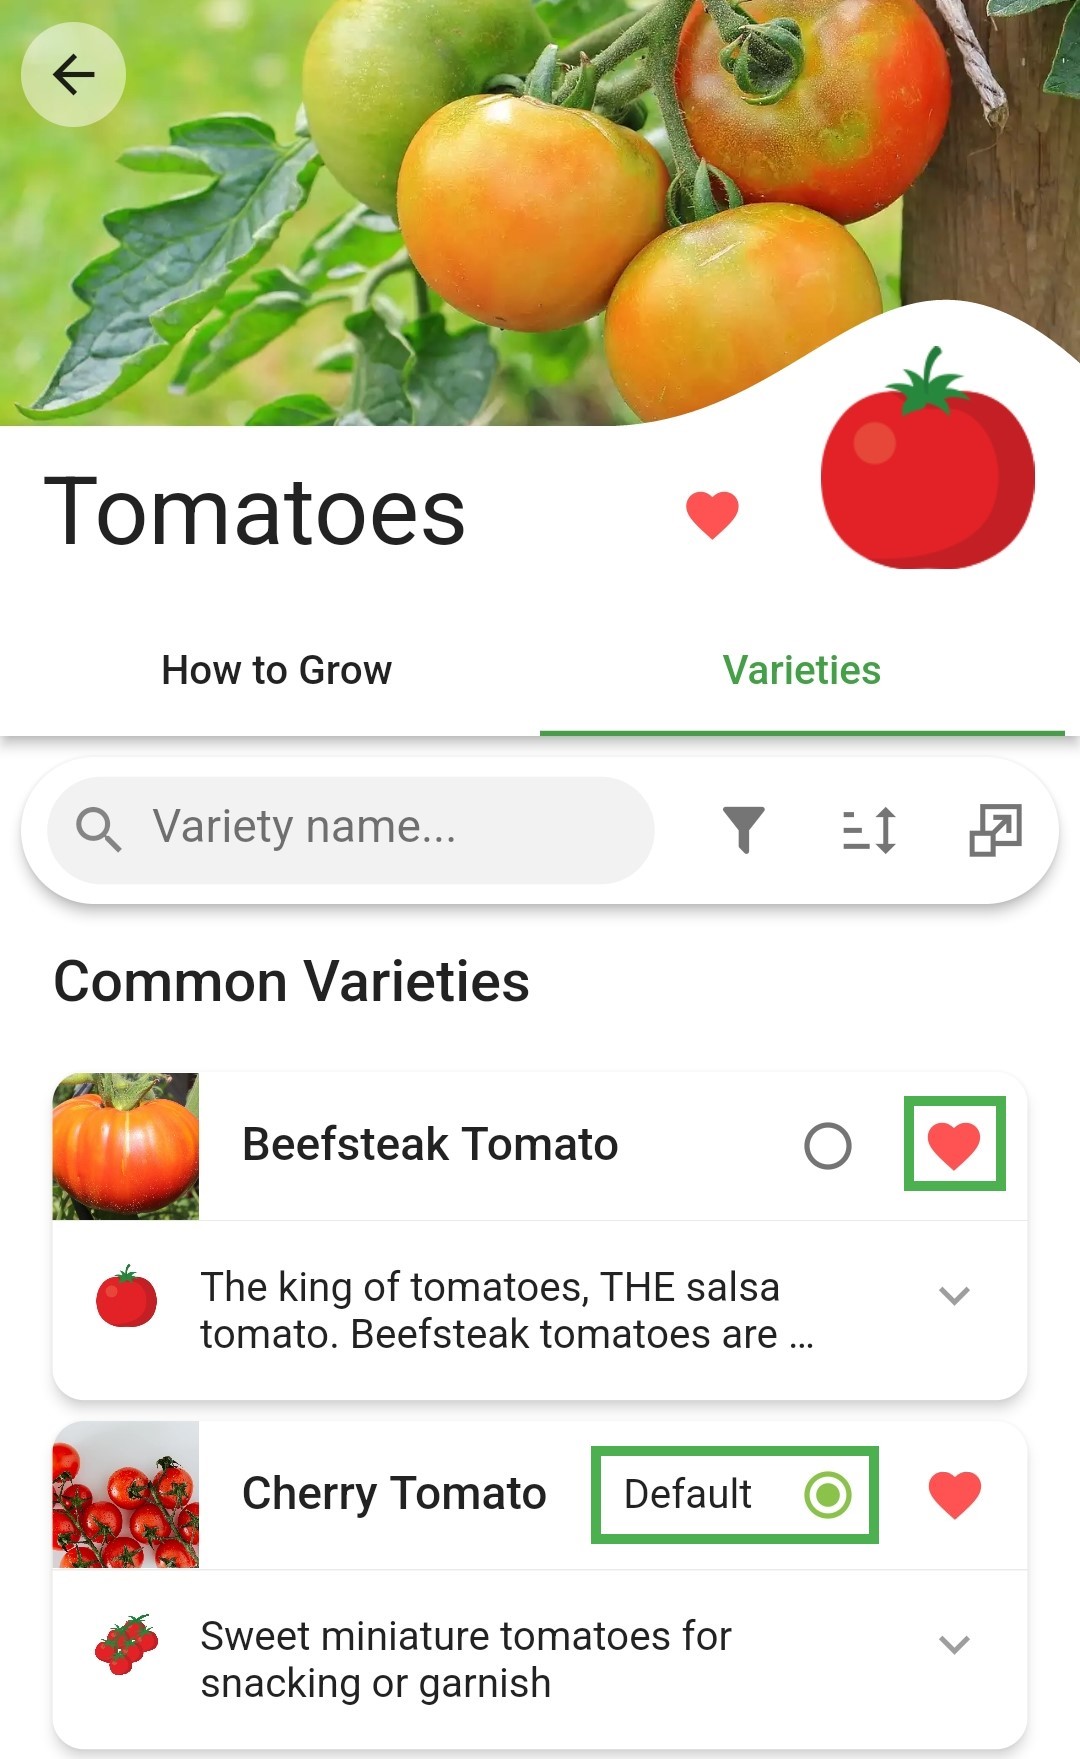 Tomatoes
How to Grow
Varieties
Variety name...
Common Varieties
Beefsteak Tomato
The king of tomatoes, THE salsa
tomato. Beefsteak tomatoes are ...
Cherry Tomato
Default
Sweet miniature tomatoes for
snacking or garnish